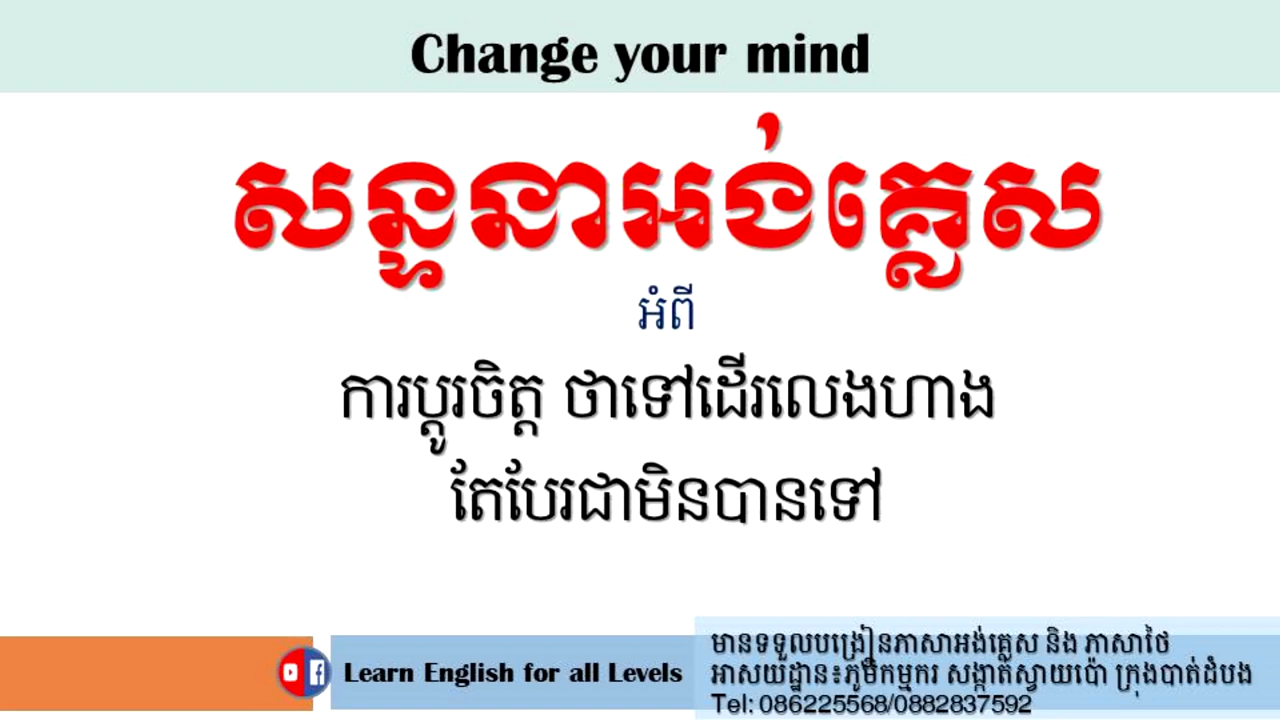 Change your mind
សន្ទនាអង់គ្លេស
អំពី
ការប្តូរចិត្ត ថាទៅដើរលេងហាង
តែបែរជាមិនបានទៅ
Learn English for all Levels
មានទទួលបង្រៀនភាសាអង់គ្លេស និង ភាសាថៃ
អាសយដ្ឋាន៖ភូមិកម្មករ សង្កាត់ស្វាយប៉ោ ក្រុងបាត់ដំបង
Tel: 086225568/0882837592